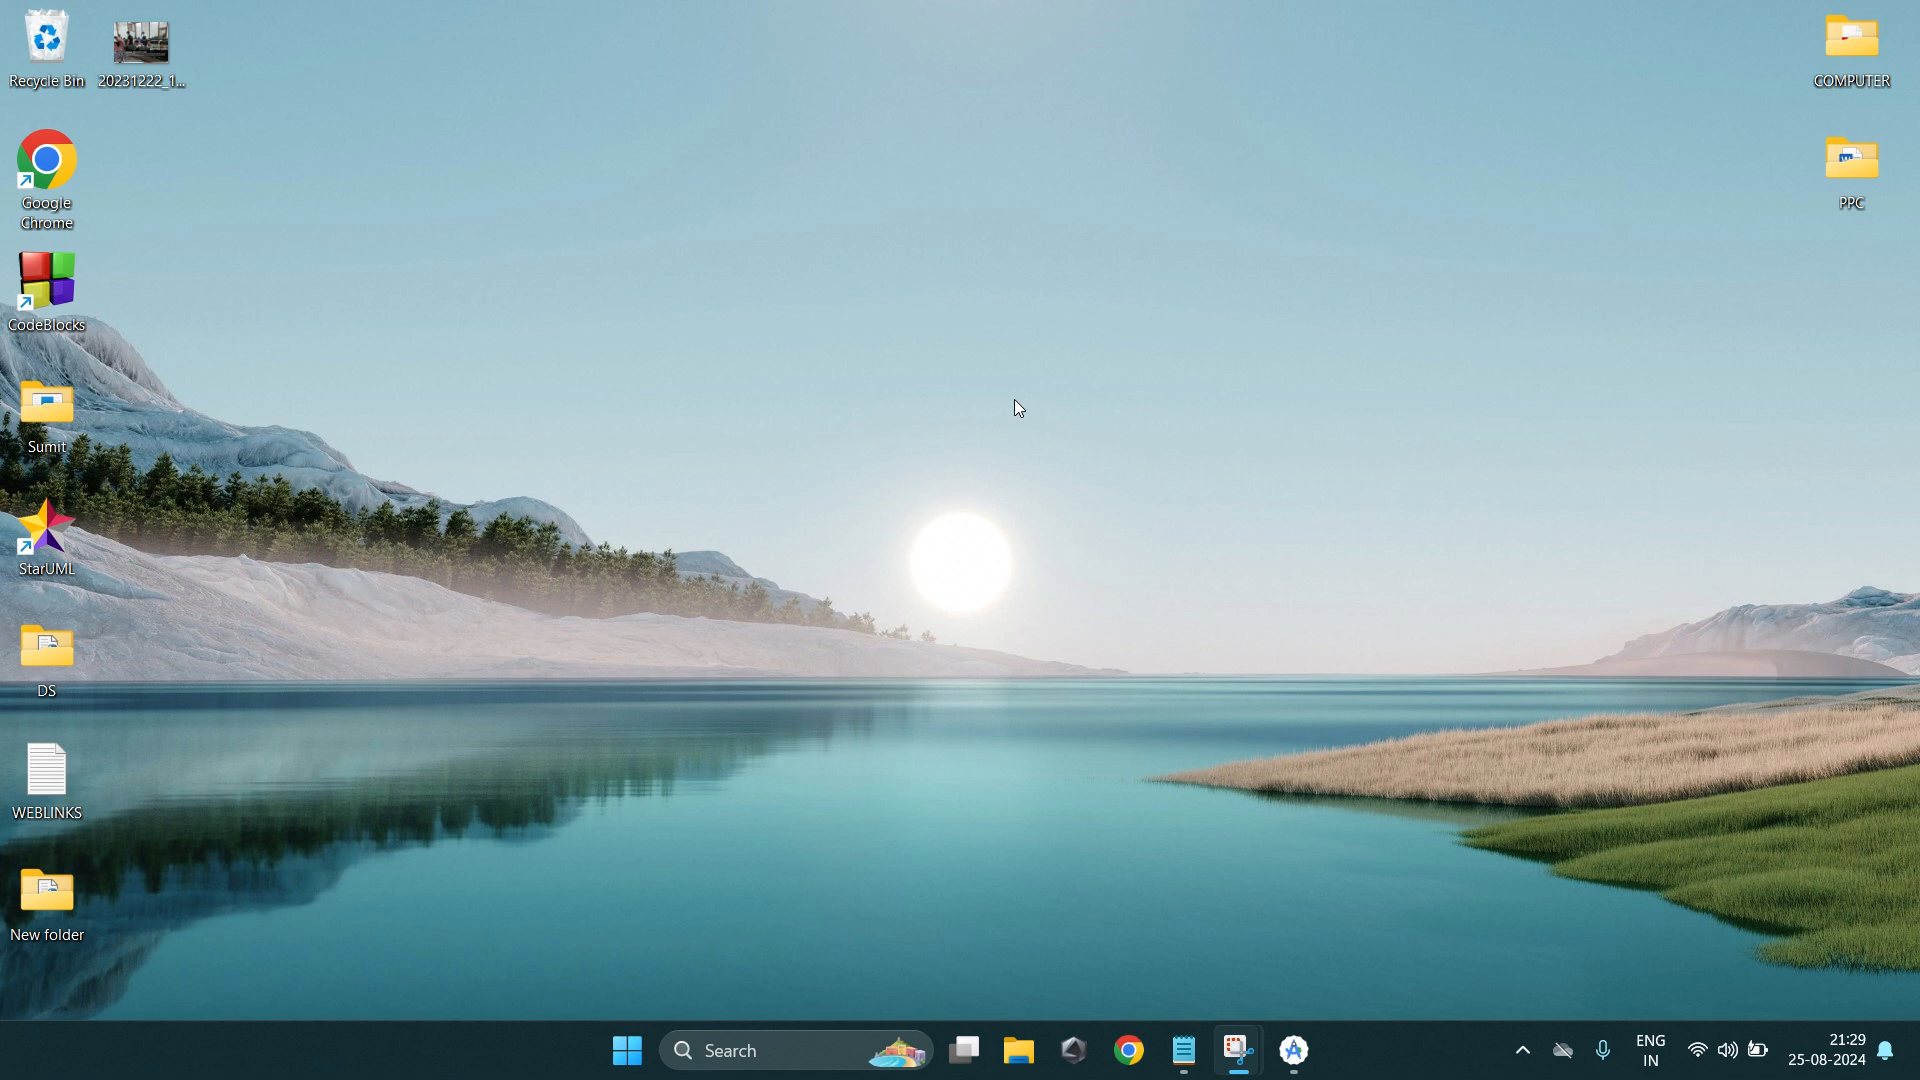 Recycle Bin
20231222_1...
Google
Chrome
CodeBlocks
Sumit
StarUML
DS
WEBLINKS
New folder
COMPUTER
PPC
Search
ENG
IN
21:29
25-08-2024